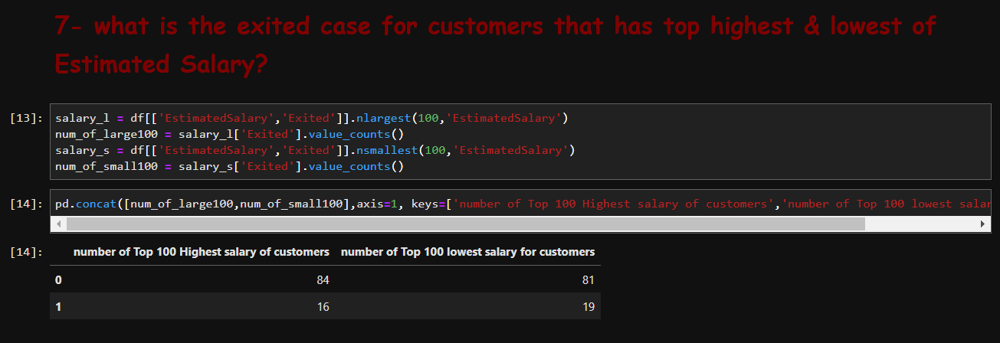 7- what is the exited case for customers that has top highest & lowest of
Estimated Salary?
[13]: salary_l = df[['EstimatedSalary','Exited']].nlargest(100,'EstimatedSalary')
num_of_large100 = salary_l['Exited'].value_counts()
salary_s = df[['EstimatedSalary','Exited']].nsmallest(100,'EstimatedSalary')
num_of_small100 = salary_s['Exited'].value_counts()
[14]: pd.concat([num_of_large100,num_of_small100],axis=1, keys=['number of Top 100 Highest salary of customers','number of Top 100 lowest salar
[14]: number of Top 100 Highest salary of customers number of Top 100 lowest salary for customers
0 84 81
1 16 19